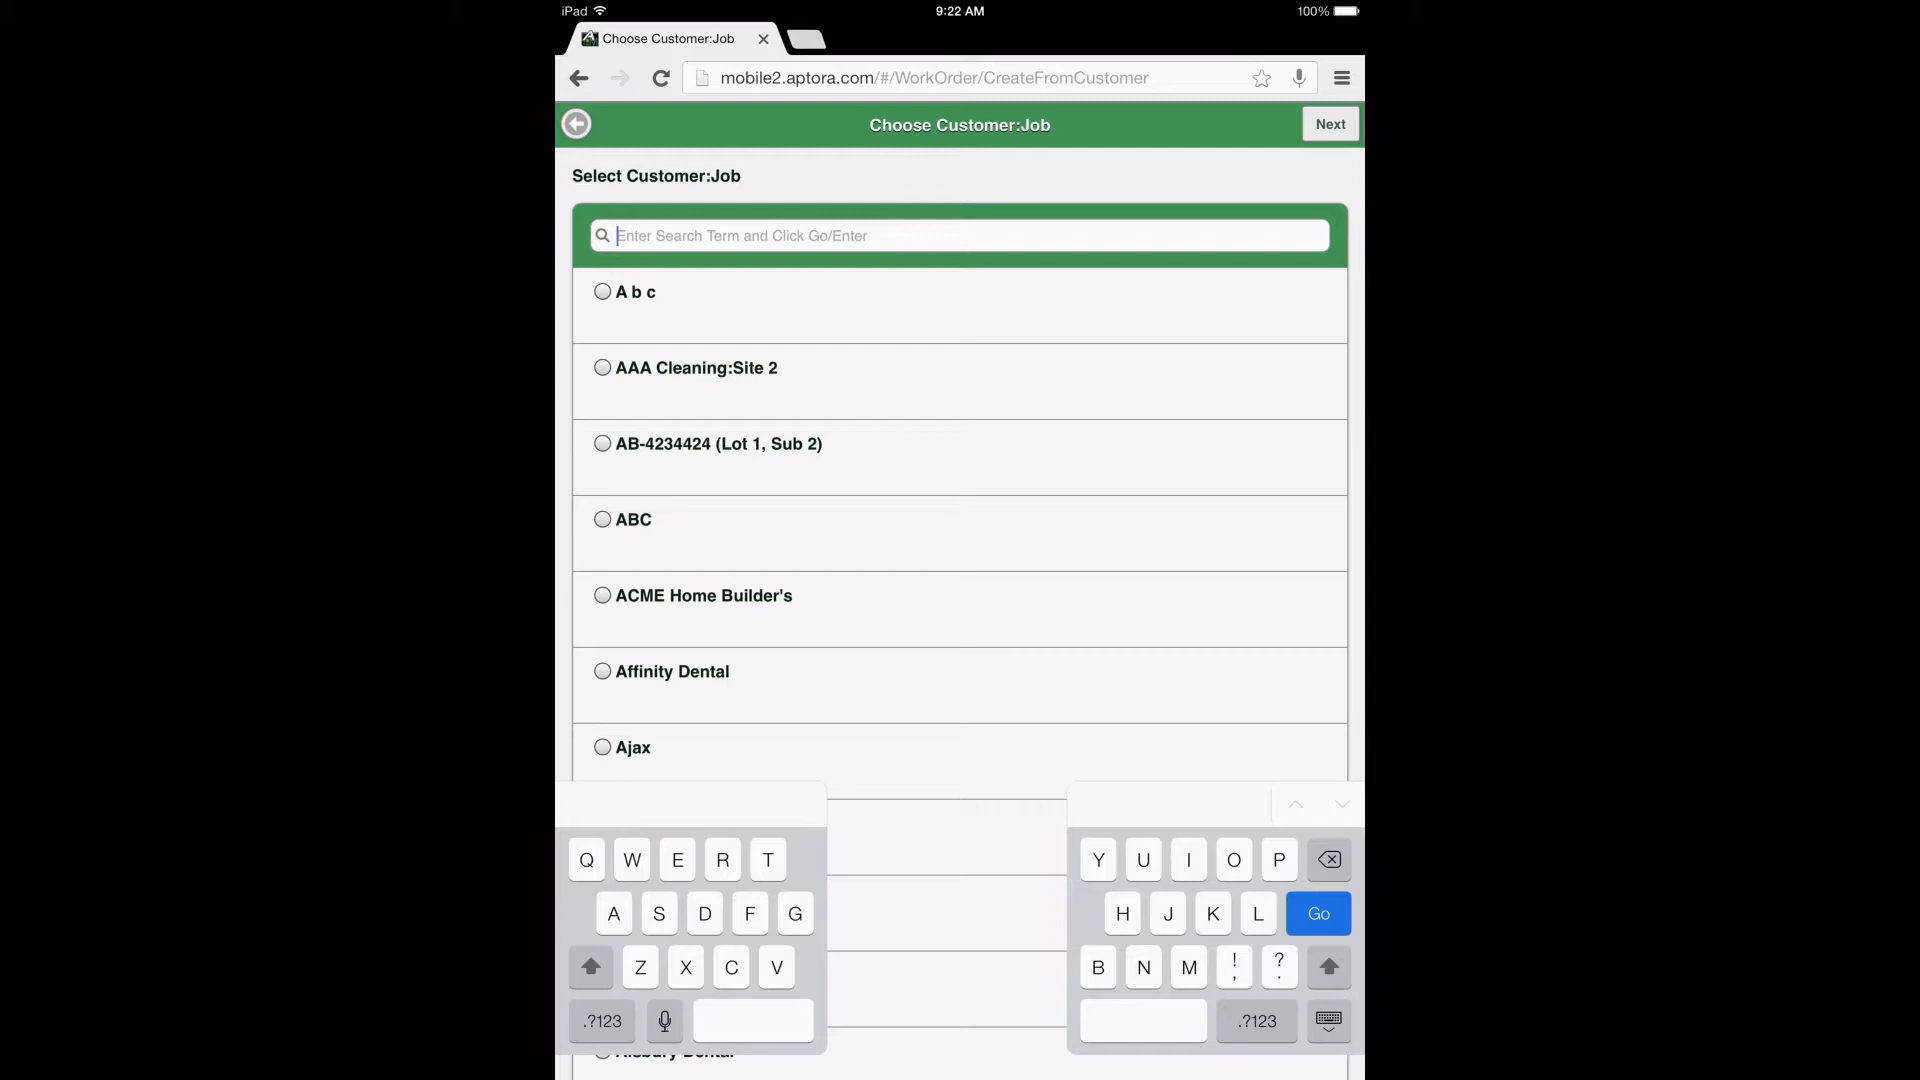 iPad 9:22 AM 100%
Choose Customer:Job
mobile2.aptora.com/#/WorkOrder/CreateFromCustomer
Choose Customer:Job Next
Select Customer:Job
Enter Search Term and Click Go/Enter
A b c
AAA Cleaning:Site 2
AB-4234424 (Lot 1, Sub 2)
ABC
ACME Home Builder's
Affinity Dental
Ajax
Q W E R T Y U I O P
A S D F G H J K L Go
Z X C V B N M ! , ? .
.?123 .?123